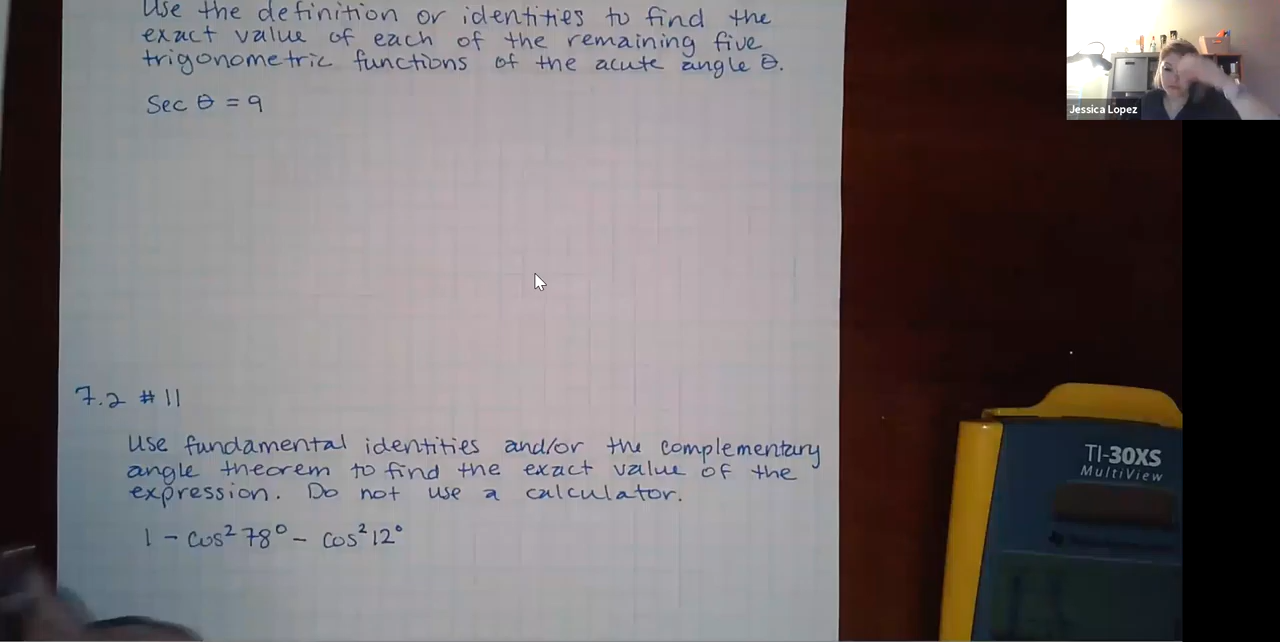 Use the definition or identities to find the
exact value of each of the remaining five
trigonometric functions of the acute angle θ.
Sec θ = 9
Jessica Lopez
7.2 #11
Use fundamental identities and/or the complementary
angle theorem to find the exact value of the
expression. Do not use a calculator.
1 - cos² 78° - cos² 12°
TI-30XS
MultiView